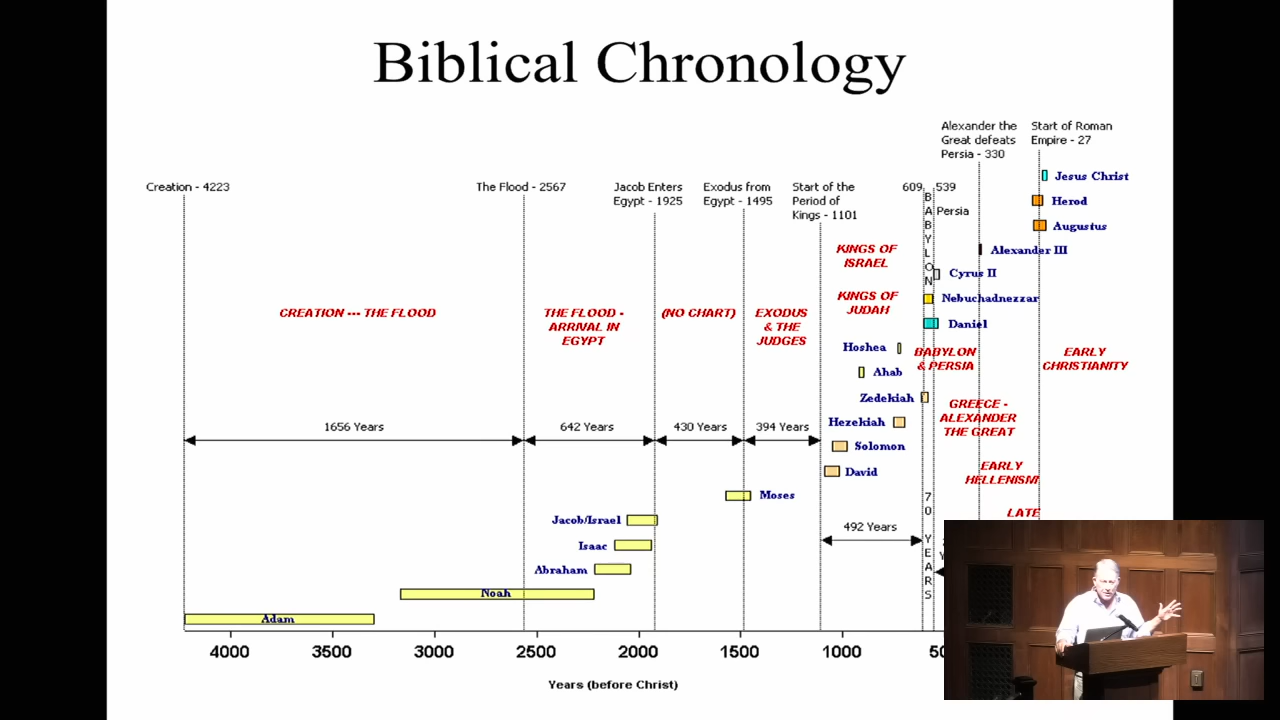 Biblical Chronology
Alexander the
Great defeats
Persia - 330
Start of Roman
Empire - 27
Creation - 4223
The Flood - 2567
Jacob Enters
Egypt - 1925
Exodus from
Egypt - 1495
Start of the
Period of
Kings - 1101
609
539
BABYLON
Persia
Jesus Christ
Herod
Augustus
Alexander III
Cyrus II
Nebuchadnezzar
Daniel
KINGS OF
ISRAEL
KINGS OF
JUDAH
CREATION --- THE FLOOD
THE FLOOD -
ARRIVAL IN
EGYPT
(NO CHART)
EXODUS
& THE
JUDGES
Hoshea
BABYLON
& PERSIA
EARLY
CHRISTIANITY
Ahab
Zedekiah
GREECE -
ALEXANDER
THE GREAT
Hezekiah
1656 Years
642 Years
430 Years
394 Years
Solomon
EARLY
HELLENISM
David
Moses
70 YEARS
LATE
Jacob/Israel
492 Years
Isaac
Abraham
Noah
Adam
4000
3500
3000
2500
2000
1500
1000
Years (before Christ)